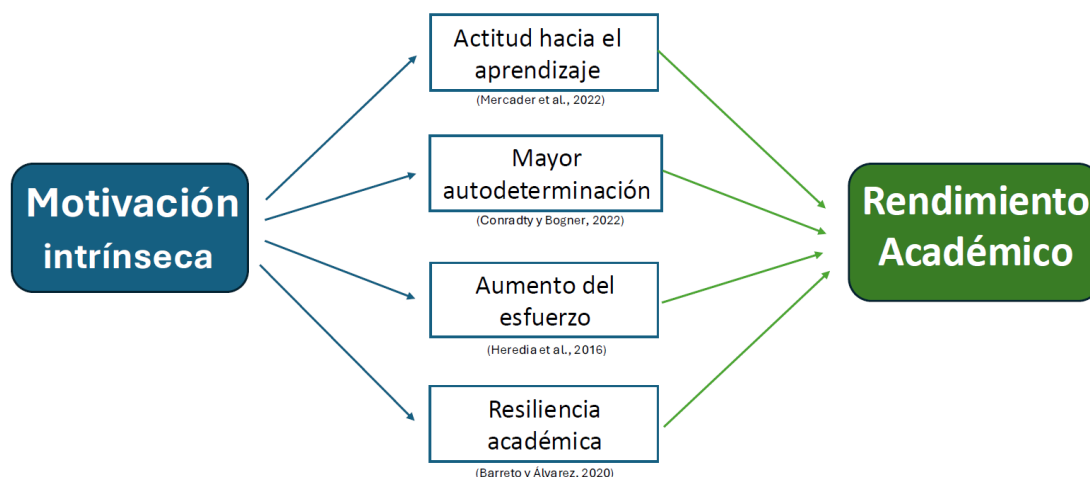 Actitud hacia el
aprendizaje
(Mercader et al., 2022)
Mayor
autodeterminación
(Conradty y Bogner, 2022)
Motivación
intrínseca
Rendimiento
Académico
Aumento del
esfuerzo
(Heredia et al., 2016)
Resiliencia
académica
(Barreto y Álvarez, 2020)